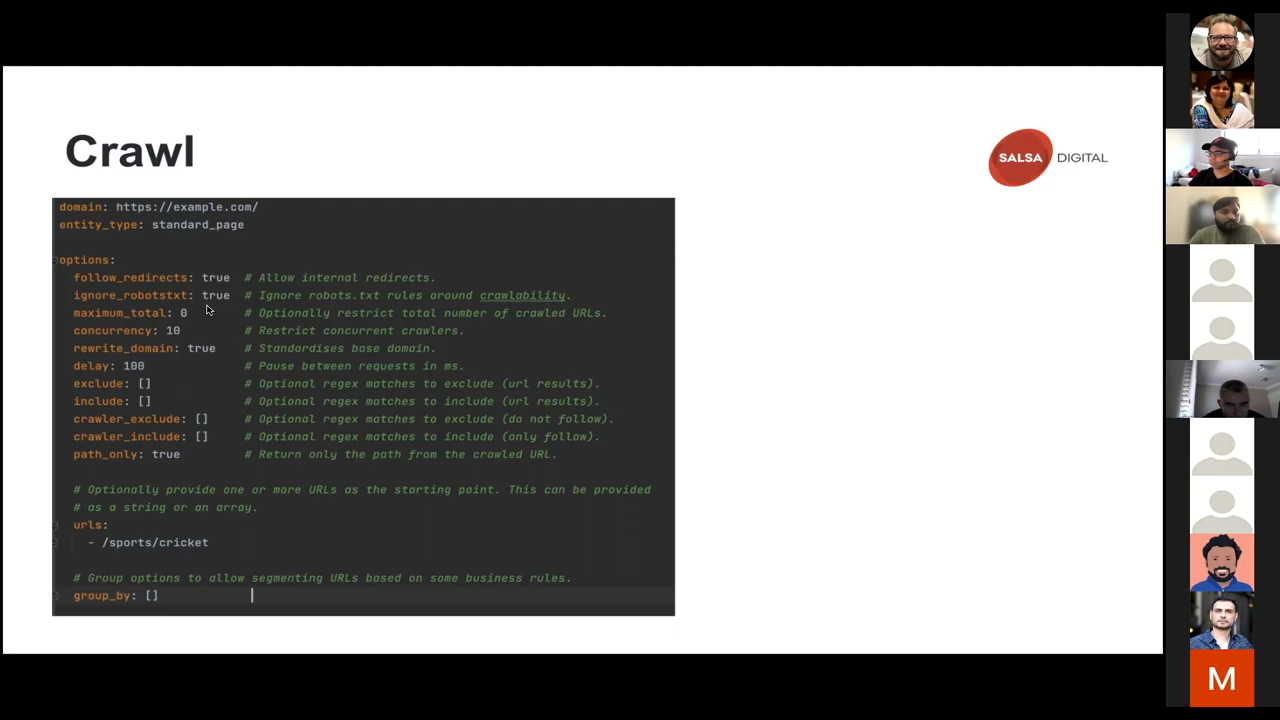 Crawl
SALSA DIGITAL
domain: https://example.com/
entity_type: standard_page
options:
follow_redirects: true # Allow internal redirects.
ignore_robotstxt: true # Ignore robots.txt rules around crawlability.
maximum_total: 0 # Optionally restrict total number of crawled URLs.
concurrency: 10 # Restrict concurrent crawlers.
rewrite_domain: true # Standardises base domain.
delay: 100 # Pause between requests in ms.
exclude: [] # Optional regex matches to exclude (url results).
include: [] # Optional regex matches to include (url results).
crawler_exclude: [] # Optional regex matches to exclude (do not follow).
crawler_include: [] # Optional regex matches to include (only follow).
path_only: true # Return only the path from the crawled URL.
# Optionally provide one or more URLs as the starting point. This can be provided
# as a string or an array.
urls:
- /sports/cricket
# Group options to allow segmenting URLs based on some business rules.
group_by: []
M